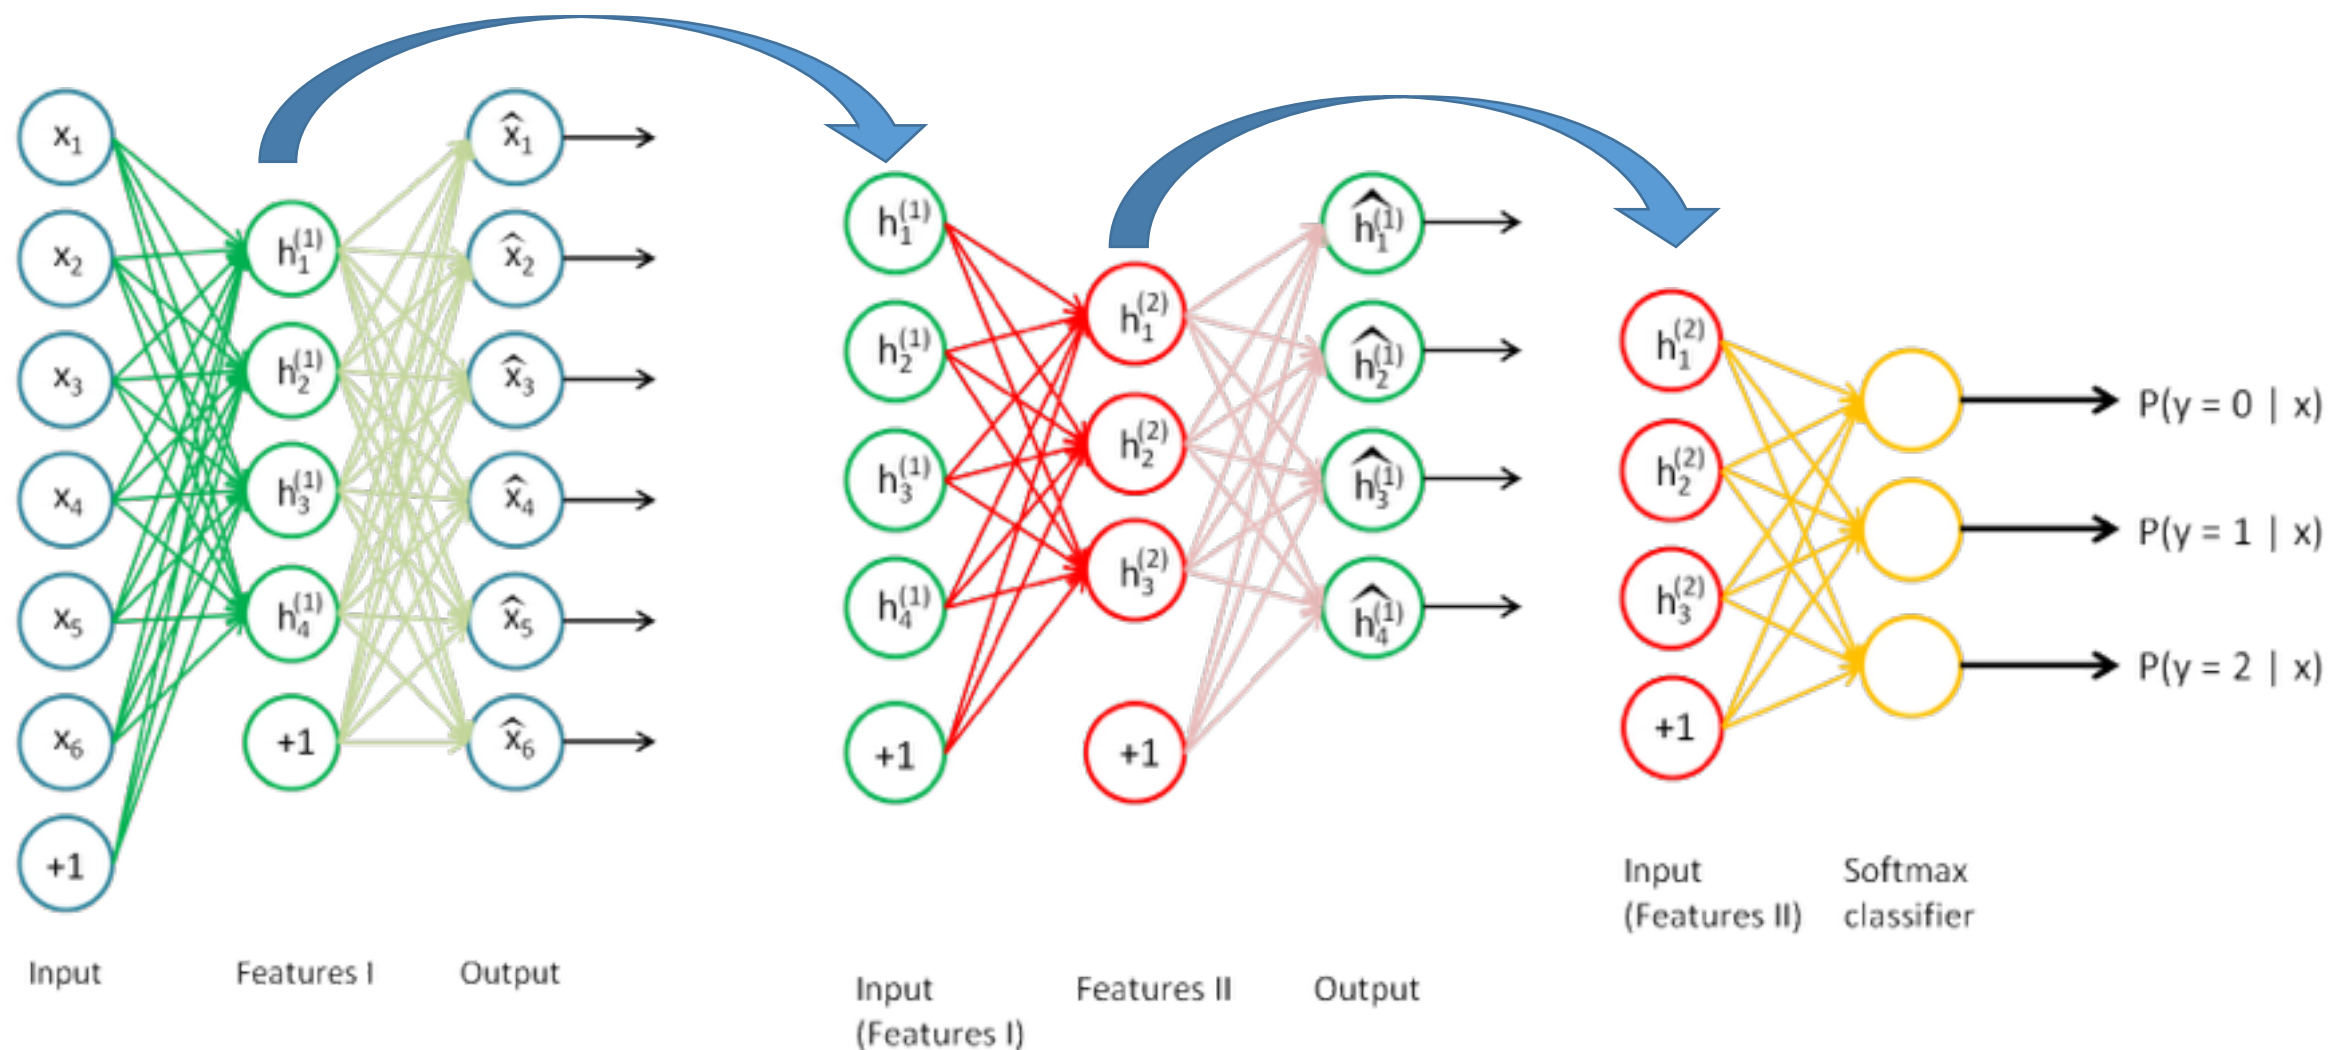 x₁
x₂
x₃
x₄
x₅
x₆
+1
Input
h₁⁽¹⁾
h₂⁽¹⁾
h₃⁽¹⁾
h₄⁽¹⁾
+1
Features I
x̂₁
x̂₂
x̂₃
x̂₄
x̂₅
x̂₆
Output
h₁⁽¹⁾
h₂⁽¹⁾
h₃⁽¹⁾
h₄⁽¹⁾
+1
Input
(Features I)
h₁⁽²⁾
h₂⁽²⁾
h₃⁽²⁾
+1
Features II
ĥ₁⁽¹⁾
ĥ₂⁽¹⁾
ĥ₃⁽¹⁾
ĥ₄⁽¹⁾
Output
h₁⁽²⁾
h₂⁽²⁾
h₃⁽²⁾
+1
Input
(Features II)
Softmax
classifier
P(y = 0 | x)
P(y = 1 | x)
P(y = 2 | x)